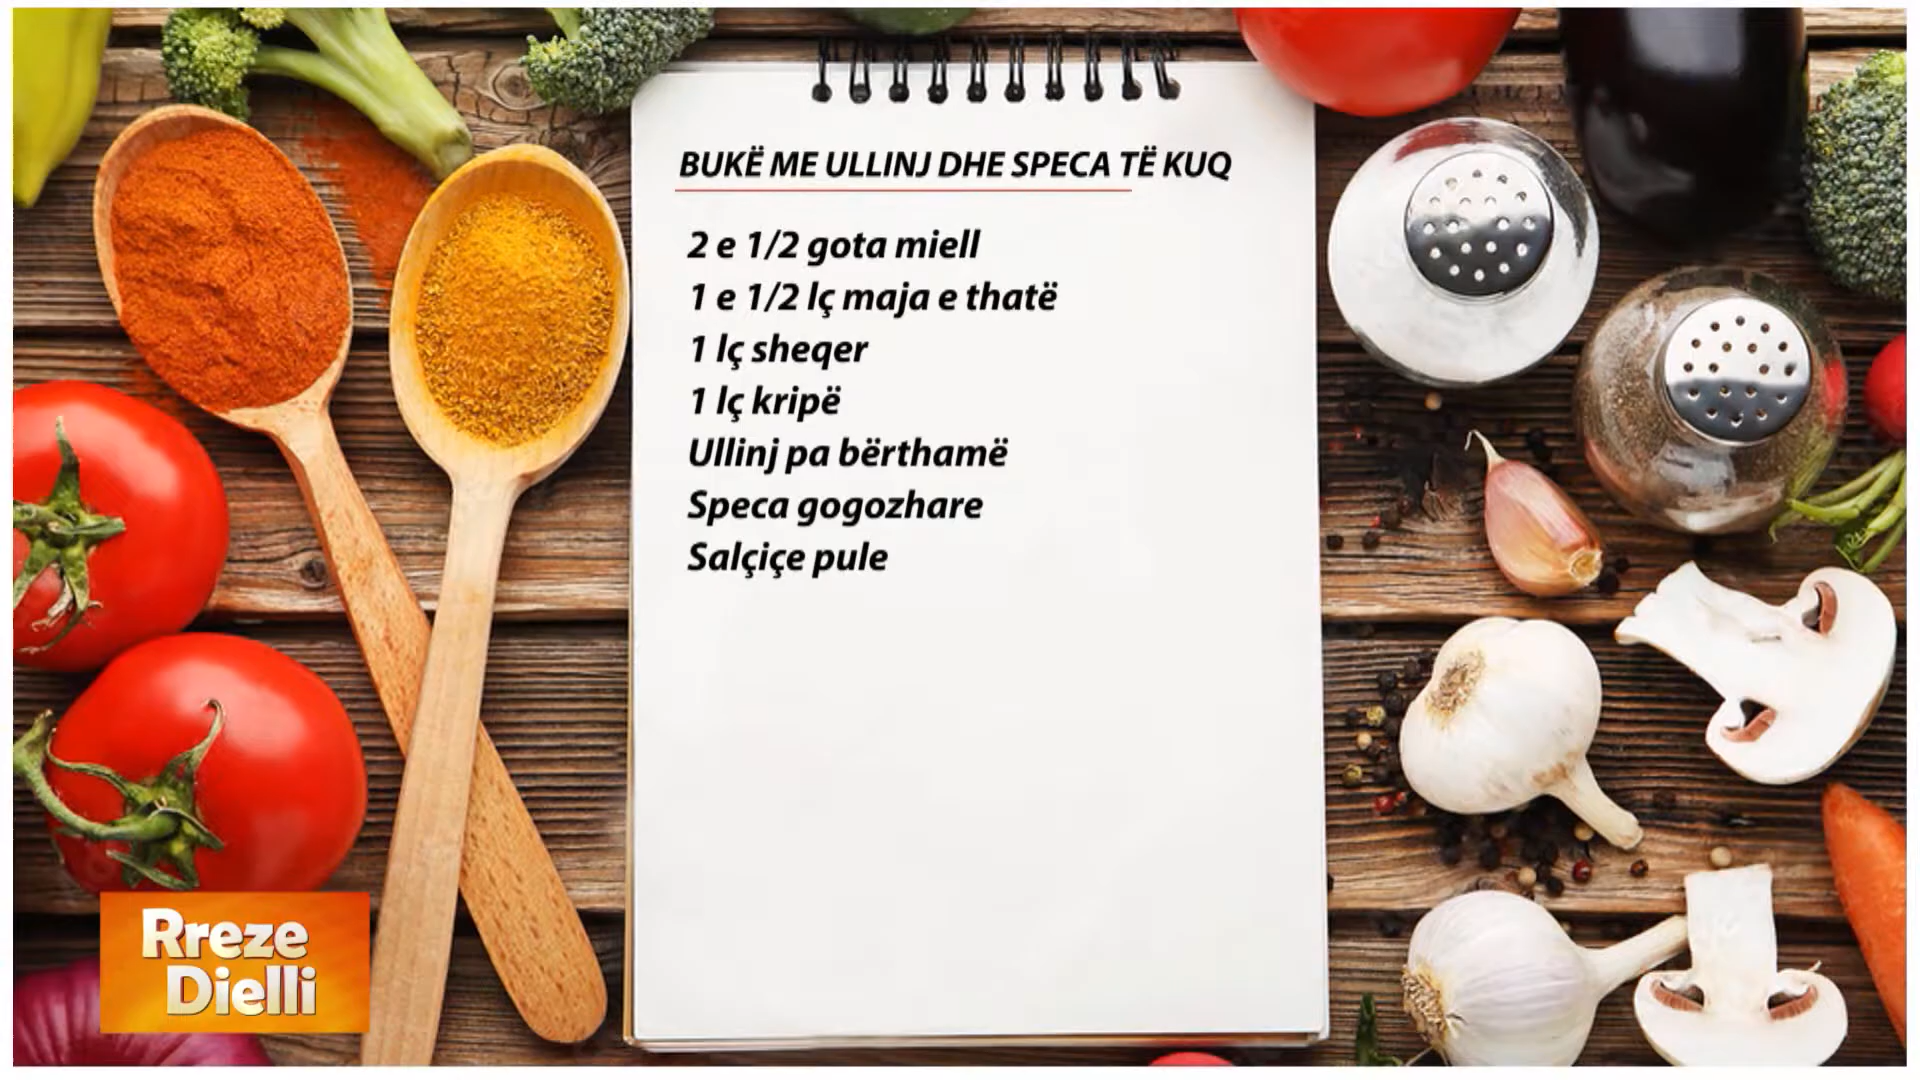 BUKË ME ULLINJ DHE SPECA TË KUQ
2 e 1/2 gota miell
1 e 1/2 lç maja e thatë
1 lç sheqer
1 lç kripë
Ullinj pa bërthamë
Speca gogozhare
Salçiçe pule
Rreze
Dielli